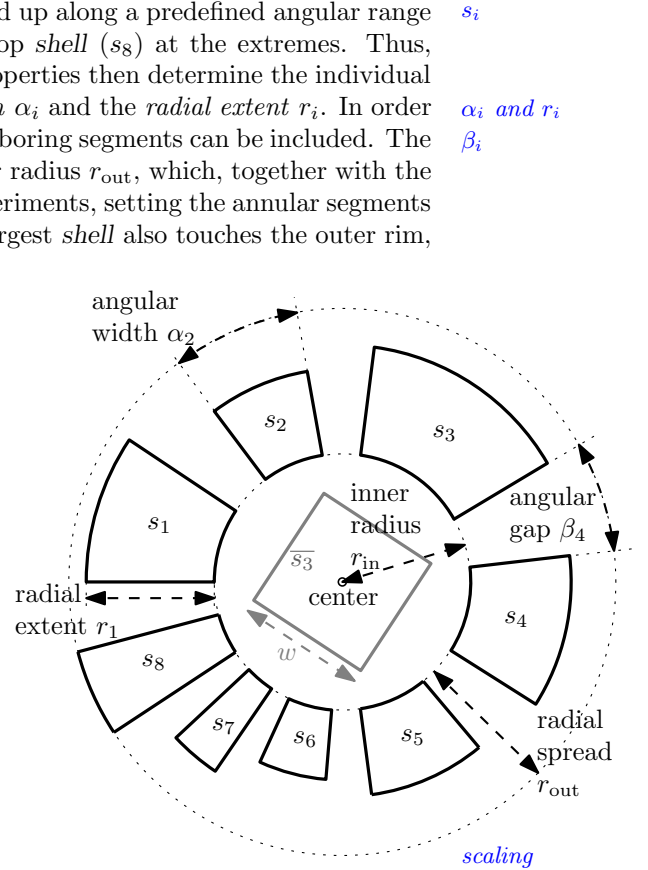 d up along a predefined angular range
op shell (s₈) at the extremes. Thus,
operties then determine the individual
αᵢ and the radial extent rᵢ. In order
boring segments can be included. The
radius r_out, which, together with the
eriments, setting the annular segments
rgest shell also touches the outer rim,
sᵢ
αᵢ and rᵢ
βᵢ
angular
width α₂
s₂
s₃
s₁
inner
radius
r_in
angular
gap β₄
s₃
center
radial
extent r₁
s₄
w
s₈
s₇
s₆
s₅
radial
spread
r_out
scaling